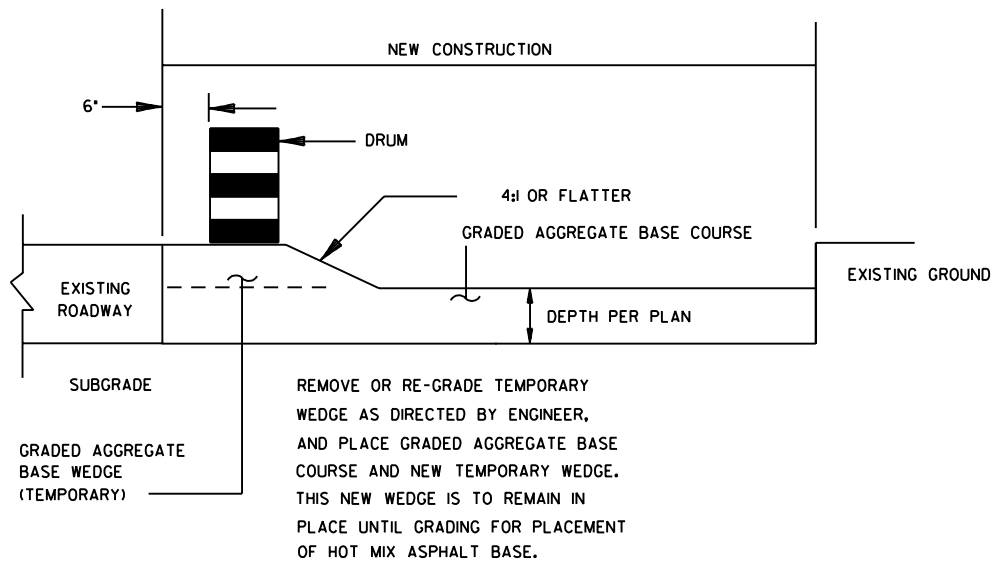 NEW CONSTRUCTION
6"
DRUM
4:1 OR FLATTER
GRADED AGGREGATE BASE COURSE
EXISTING GROUND
EXISTING
ROADWAY
DEPTH PER PLAN
SUBGRADE
GRADED AGGREGATE
BASE WEDGE
(TEMPORARY)
REMOVE OR RE-GRADE TEMPORARY
WEDGE AS DIRECTED BY ENGINEER,
AND PLACE GRADED AGGREGATE BASE
COURSE AND NEW TEMPORARY WEDGE.
THIS NEW WEDGE IS TO REMAIN IN
PLACE UNTIL GRADING FOR PLACEMENT
OF HOT MIX ASPHALT BASE.